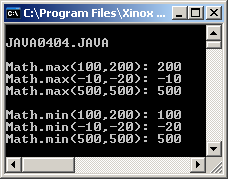 C:\Program Files\Xinox ...
JAVA0404.JAVA
Math.max(100,200): 200
Math.max(-10,-20): -10
Math.max(500,500): 500
Math.min(100,200): 100
Math.min(-10,-20): -20
Math.min(500,500): 500